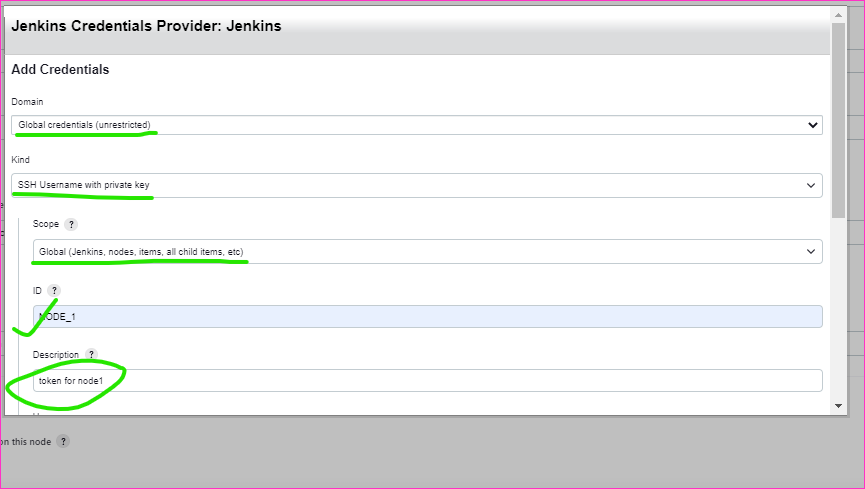 Jenkins Credentials Provider: Jenkins
Add Credentials
Domain
Global credentials (unrestricted)
Kind
SSH Username with private key
Scope ?
Global (Jenkins, nodes, items, all child items, etc)
ID ?
NODE_1
Description ?
token for node1
on this node ?